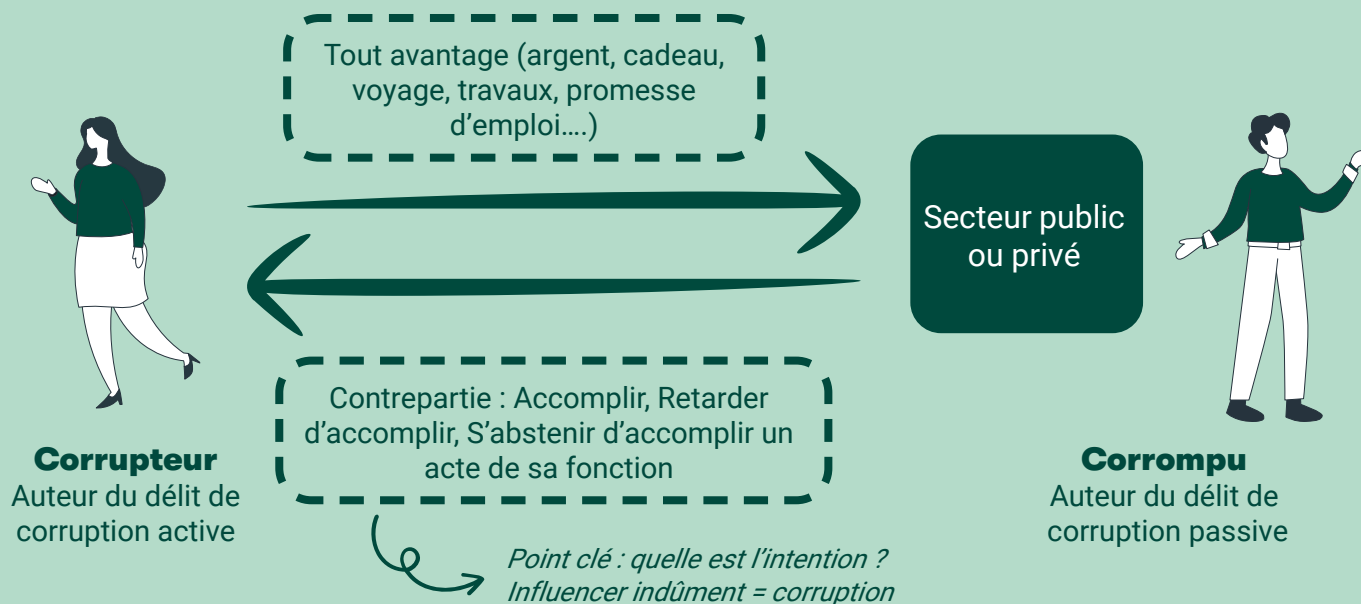 Tout avantage (argent, cadeau,
voyage, travaux, promesse
d’emploi....)
Secteur public
ou privé
Contrepartie : Accomplir, Retarder
d’accomplir, S’abstenir d’accomplir un
acte de sa fonction
Corrupteur
Auteur du délit de
corruption active
Corrompu
Auteur du délit de
corruption passive
Point clé : quelle est l’intention ?
Influencer indûment = corruption